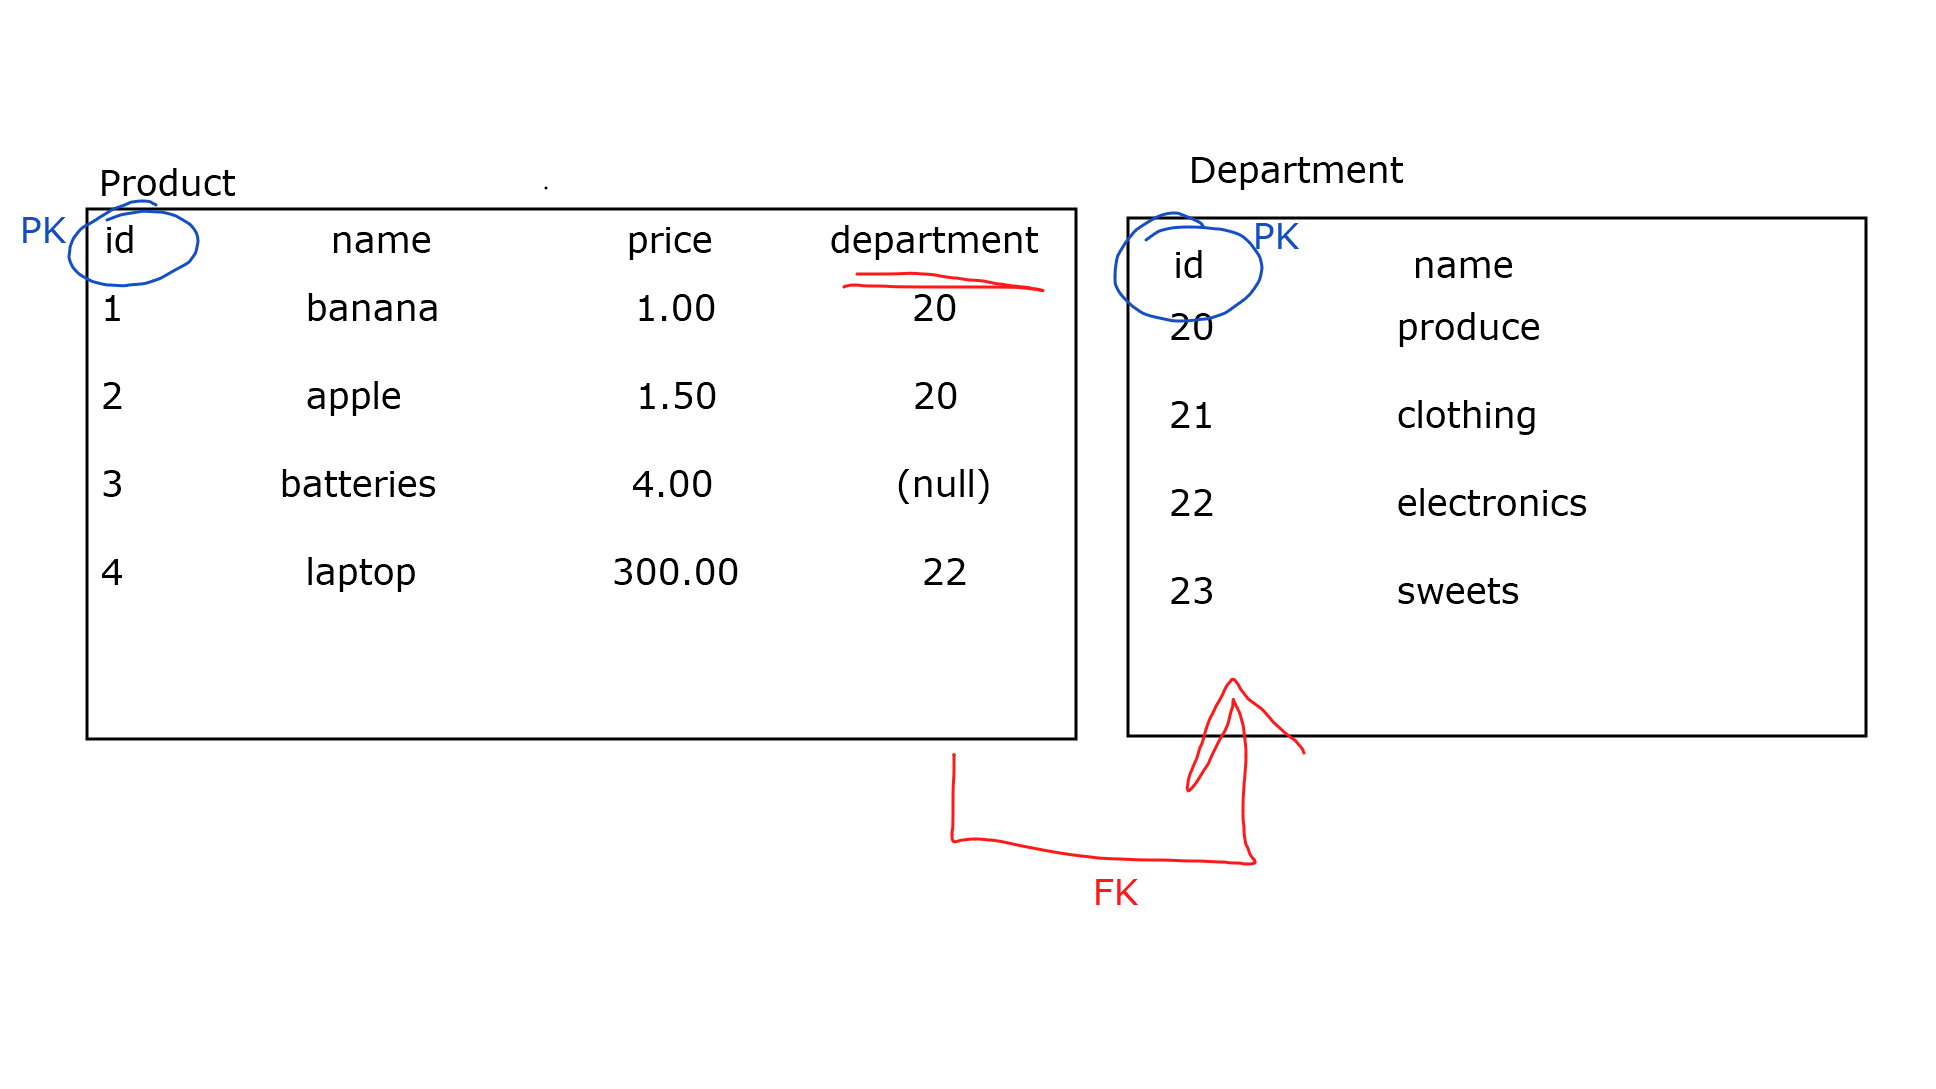 Product
PK id name price department
1 banana 1.00 20
2 apple 1.50 20
3 batteries 4.00 (null)
4 laptop 300.00 22
Department
id PK name
20 produce
21 clothing
22 electronics
23 sweets
FK